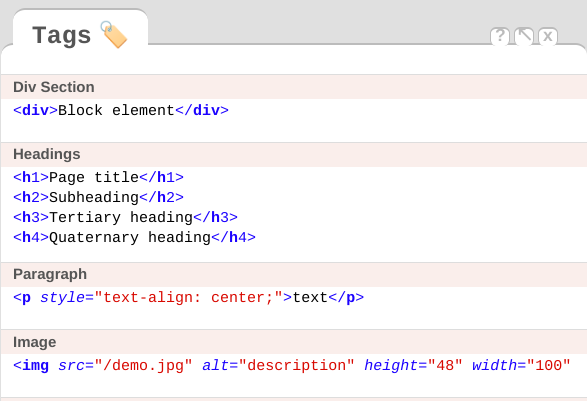 Tags 🏷️
? x
Div Section
<div>Block element</div>
Headings
<h1>Page title</h1>
<h2>Subheading</h2>
<h3>Tertiary heading</h3>
<h4>Quaternary heading</h4>
Paragraph
<p style="text-align: center;">text</p>
Image
<img src="/demo.jpg" alt="description" height="48" width="100"